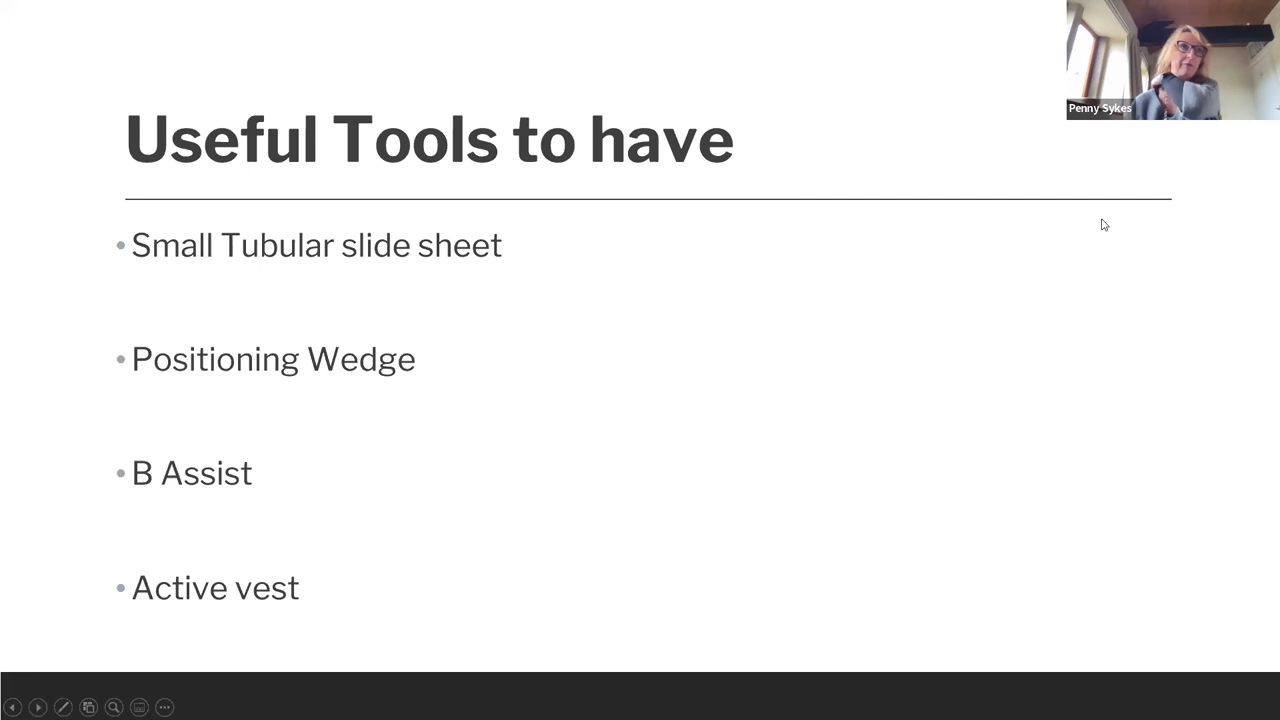 Penny Sykes
Useful Tools to have
• Small Tubular slide sheet
• Positioning Wedge
• B Assist
• Active vest